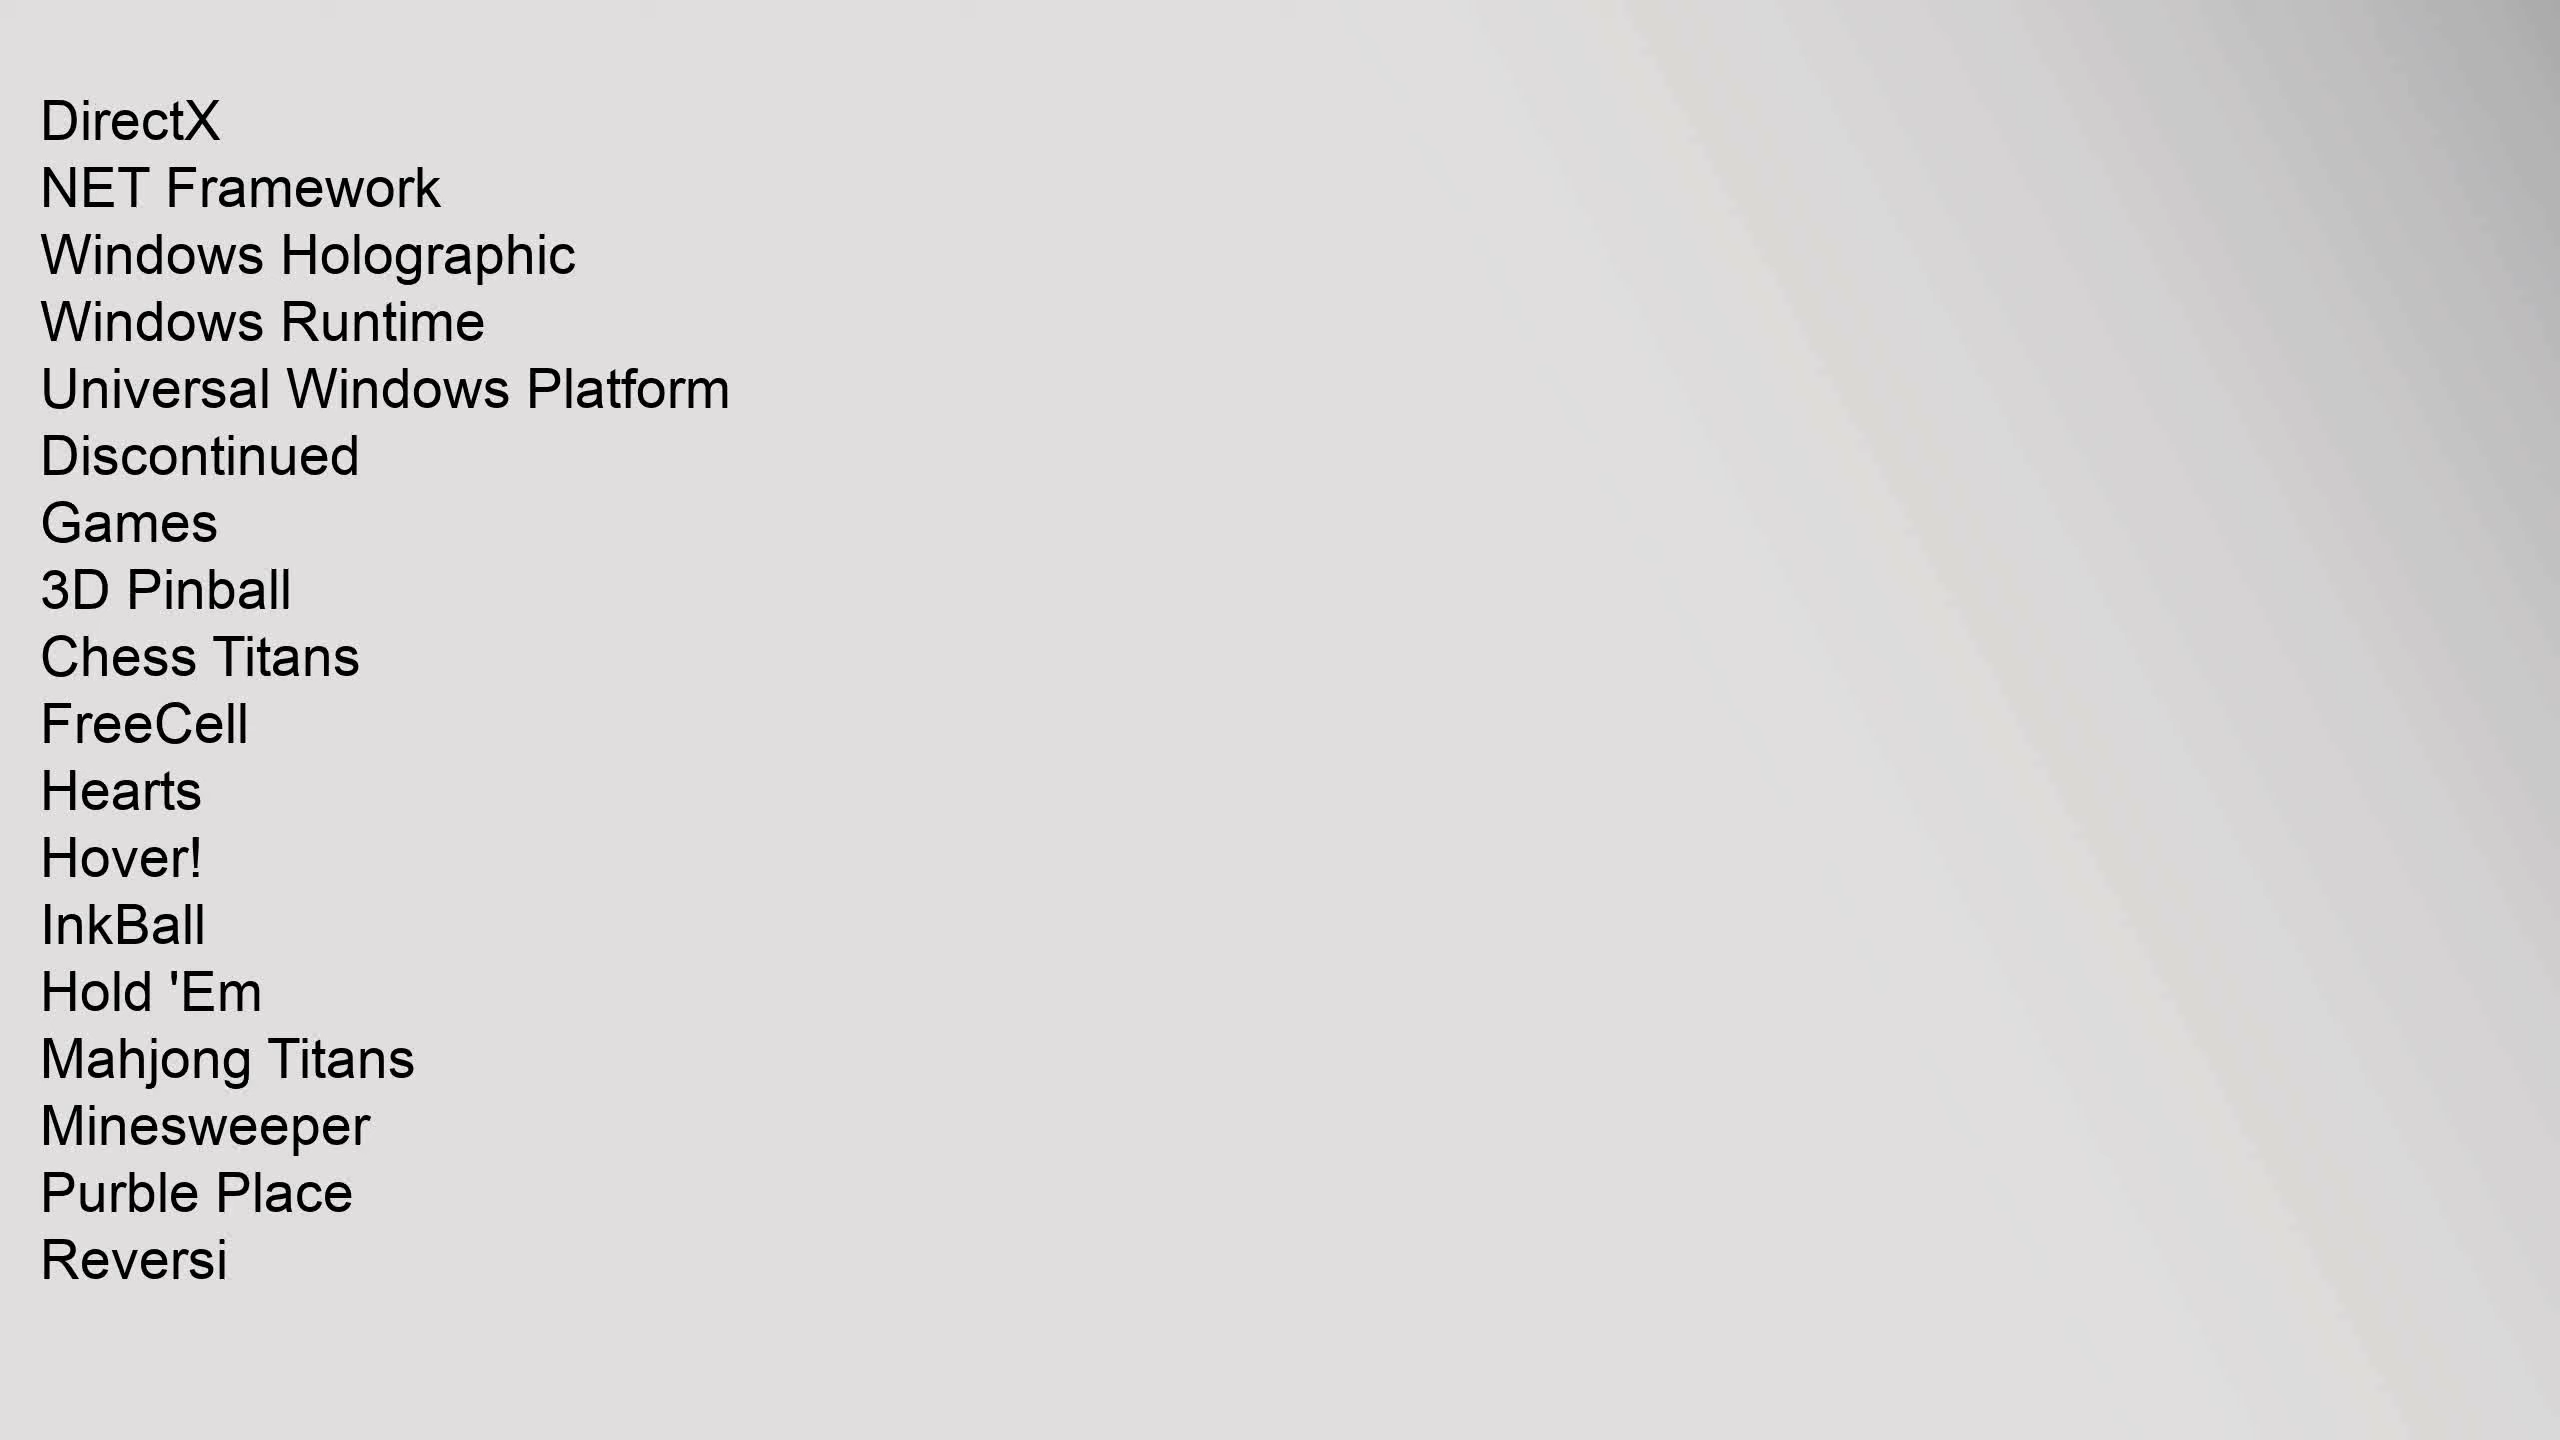 DirectX
NET Framework
Windows Holographic
Windows Runtime
Universal Windows Platform
Discontinued
Games
3D Pinball
Chess Titans
FreeCell
Hearts
Hover!
InkBall
Hold 'Em
Mahjong Titans
Minesweeper
Purble Place
Reversi